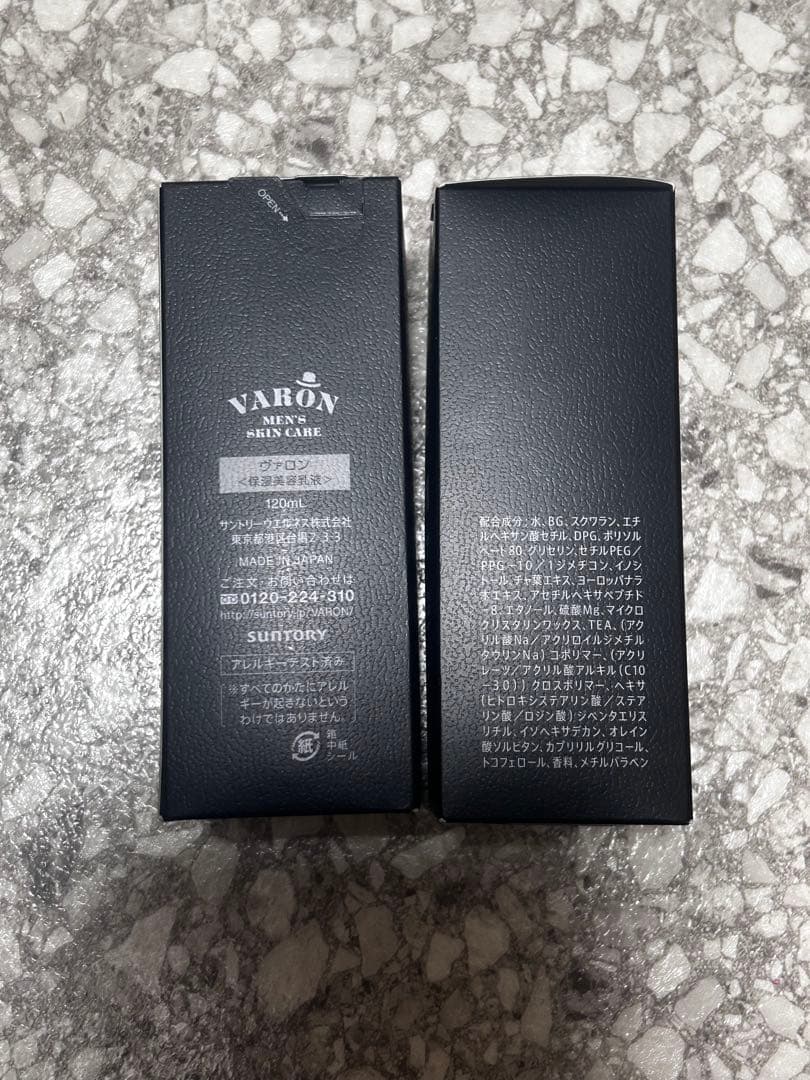 OPEN→
VARON
MEN'S
SKIN CARE
ヴァロン
<保湿美容乳液>
120mL
サントリーウエルネス株式会社
東京都港区台場2-3-3
MADE IN JAPAN
ご注文・お問い合わせは
0120-224-310
http://suntory.jp/VARON/
SUNTORY
アレルギーテスト済み
※すべてのかたにアレル
ギーが起きないという
わけではありません。
紙
箱
中紙
シール
配合成分:水、BG、スクワラン、エチ
ルヘキサン酸セチル、DPG、ポリソル
ベート80、グリセリン、セチルPEG/
PPG-10/1ジメチコン、イノシ
トール、チャ葉エキス、ヨーロッパナラ
木エキス、アセチルヘキサペプチド
-8、エタノール、硫酸Mg、マイクロ
クリスタリンワックス、TEA、(アク
リル酸Na/アクリロイルジメチル
タウリンNa)コポリマー、(アクリ
レーツ/アクリル酸アルキル(C10
-30))クロスポリマー、ヘキサ
(ヒドロキシステアリン酸/ステア
リン酸/ロジン酸)ジペンタエリス
リチル、イソヘキサデカン、オレイン
酸ソルビタン、カプリリルグリコール、
トコフェロール、香料、メチルパラベン